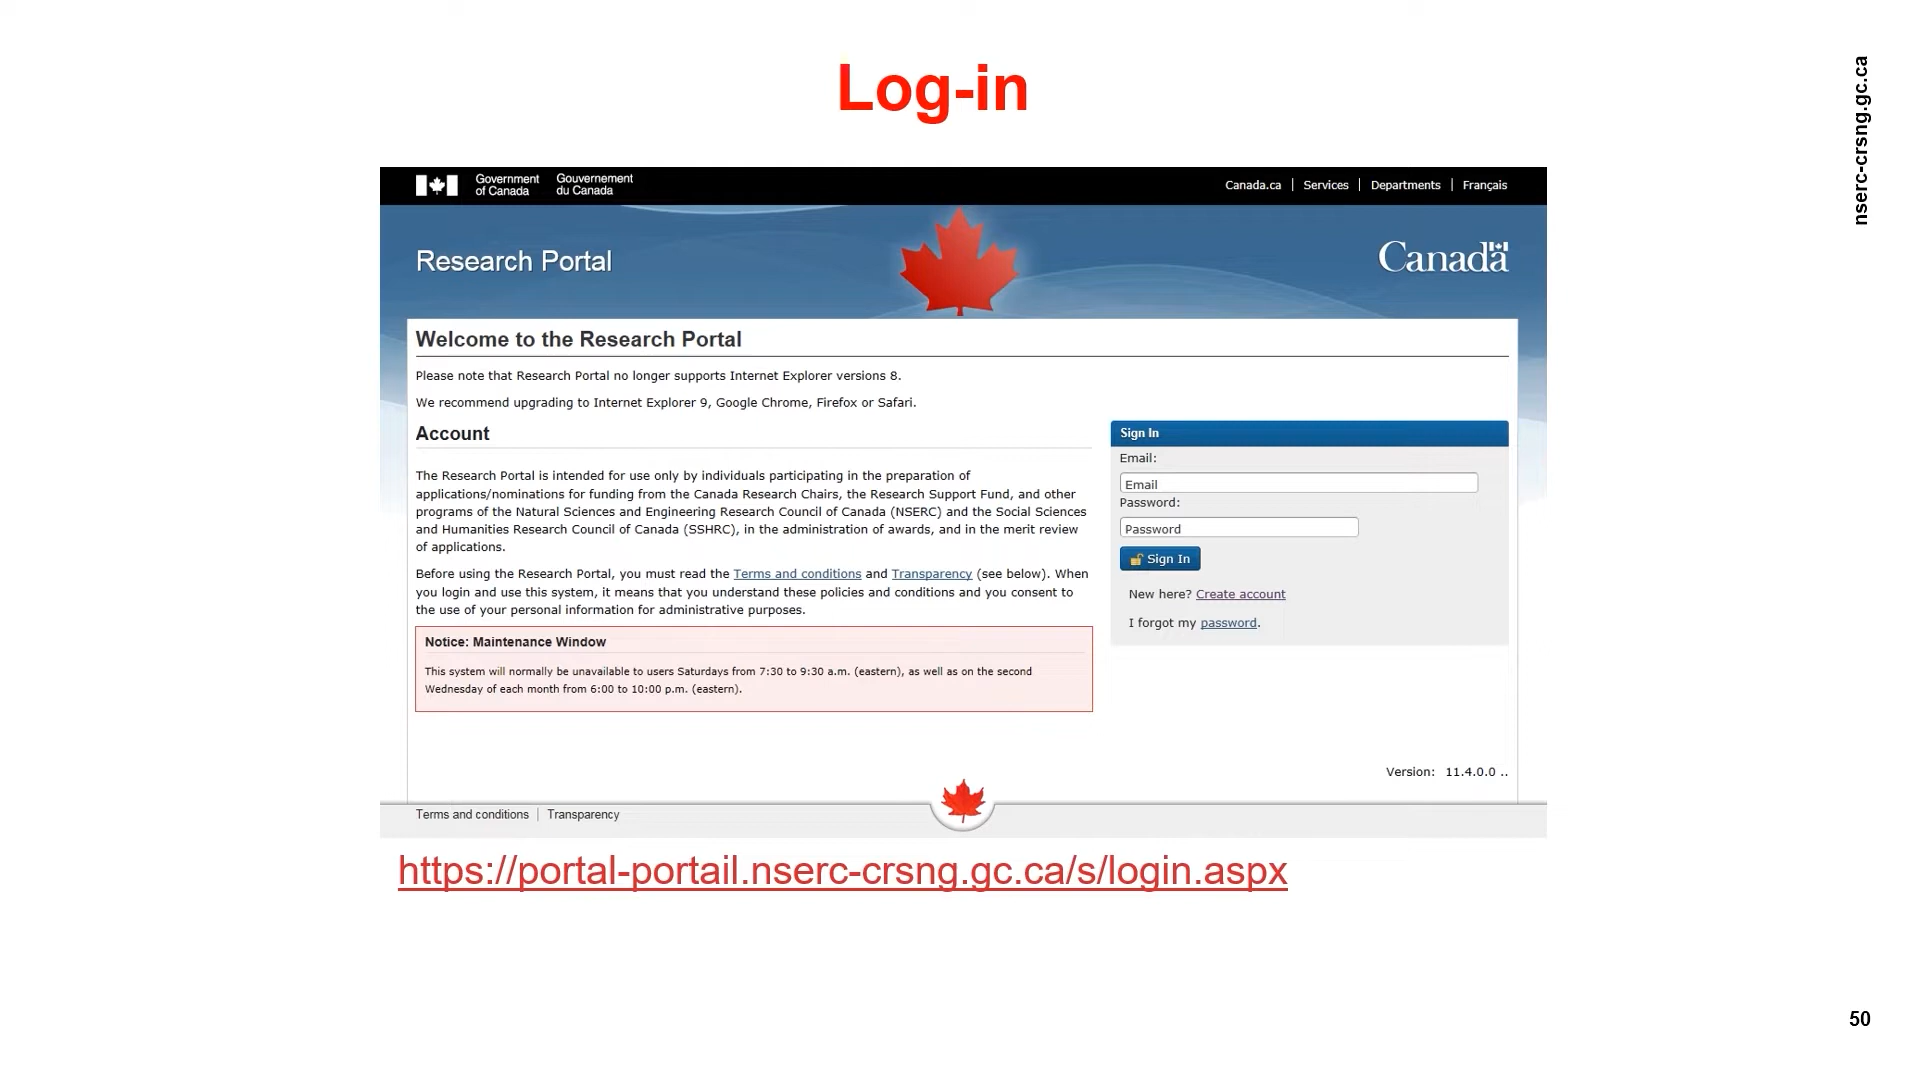 Log-in
nserc-crsng.gc.ca
Government
of Canada
Gouvernement
du Canada
Canada.ca | Services | Departments | Français
Research Portal
Canada
Welcome to the Research Portal
Please note that Research Portal no longer supports Internet Explorer versions 8.
We recommend upgrading to Internet Explorer 9, Google Chrome, Firefox or Safari.
Account
The Research Portal is intended for use only by individuals participating in the preparation of
applications/nominations for funding from the Canada Research Chairs, the Research Support Fund, and other
programs of the Natural Sciences and Engineering Research Council of Canada (NSERC) and the Social Sciences
and Humanities Research Council of Canada (SSHRC), in the administration of awards, and in the merit review
of applications.
Before using the Research Portal, you must read the Terms and conditions and Transparency (see below). When
you login and use this system, it means that you understand these policies and conditions and you consent to
the use of your personal information for administrative purposes.
Notice: Maintenance Window
This system will normally be unavailable to users Saturdays from 7:30 to 9:30 a.m. (eastern), as well as on the second
Wednesday of each month from 6:00 to 10:00 p.m. (eastern).
Sign In
Email:
Email
Password:
Password
Sign In
New here? Create account
I forgot my password.
Version: 11.4.0.0 ..
Terms and conditions | Transparency
https://portal-portail.nserc-crsng.gc.ca/s/login.aspx
50